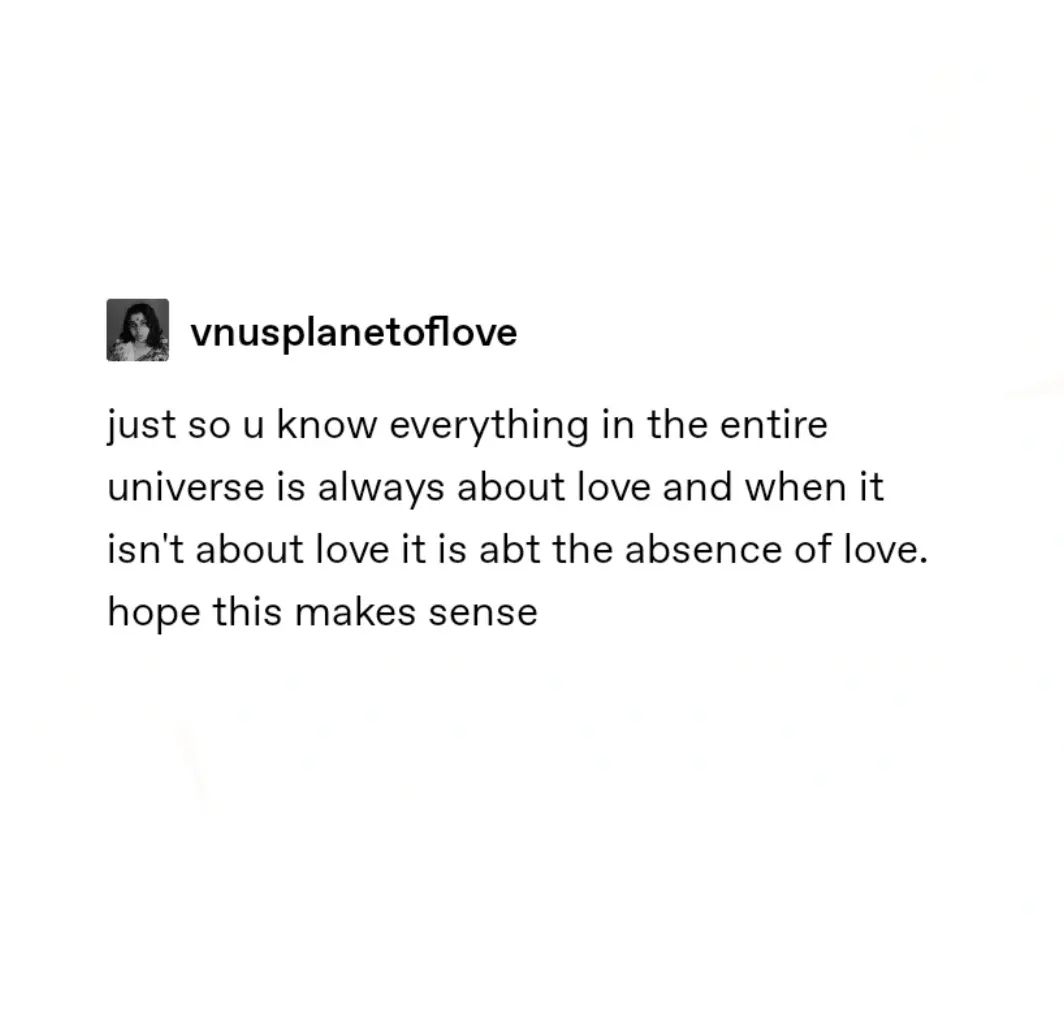 vnusplanetoflove
just so u know everything in the entire
universe is always about love and when it
isn't about love it is abt the absence of love.
hope this makes sense